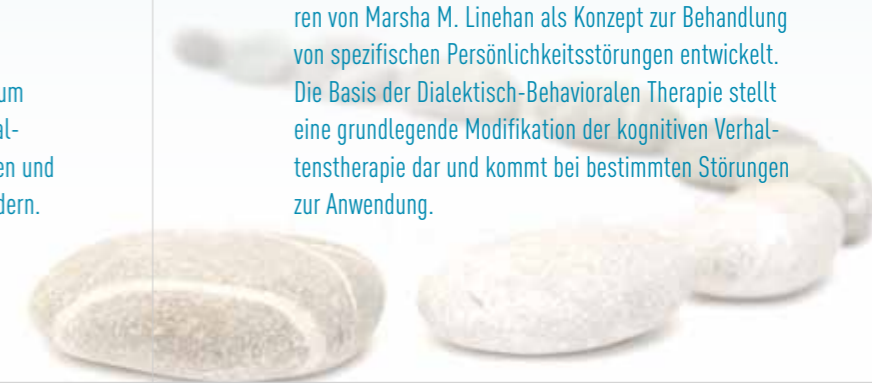 um
al-
en und
dern.
ren von Marsha M. Linehan als Konzept zur Behandlung
von spezifischen Persönlichkeitsstörungen entwickelt.
Die Basis der Dialektisch-Behavioralen Therapie stellt
eine grundlegende Modifikation der kognitiven Verhal-
tenstherapie dar und kommt bei bestimmten Störungen
zur Anwendung.